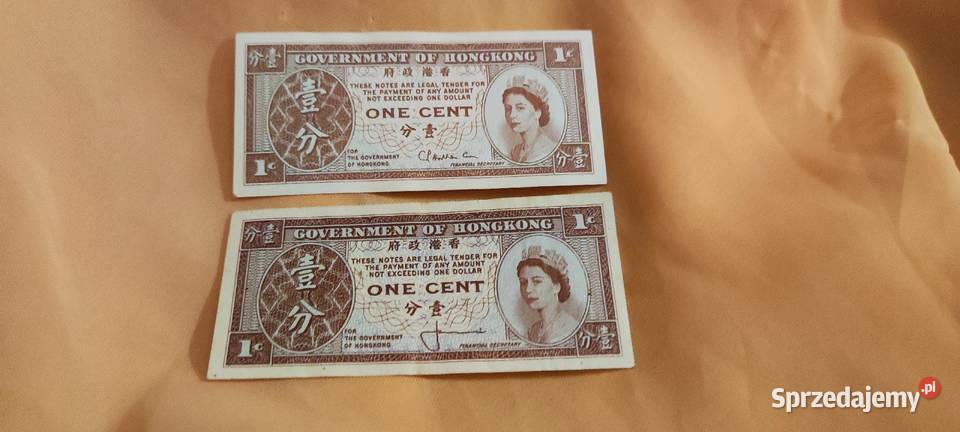 分壹 GOVERNMENT OF HONGKONG 1c
府政港香
THESE NOTES ARE LEGAL TENDER FOR
THE PAYMENT OF ANY AMOUNT
NOT EXCEEDING ONE DOLLAR
壹分
ONE CENT
分壹
FOR
THE GOVERNMENT
OF HONGKONG
FINANCIAL SECRETARY
1c
分壹
分壹 GOVERNMENT OF HONGKONG 1c
府政港香
THESE NOTES ARE LEGAL TENDER FOR
THE PAYMENT OF ANY AMOUNT
NOT EXCEEDING ONE DOLLAR
壹分
ONE CENT
分壹
FOR
THE GOVERNMENT
OF HONGKONG
FINANCIAL SECRETARY
1c
分壹
Sprzedajemy.pl